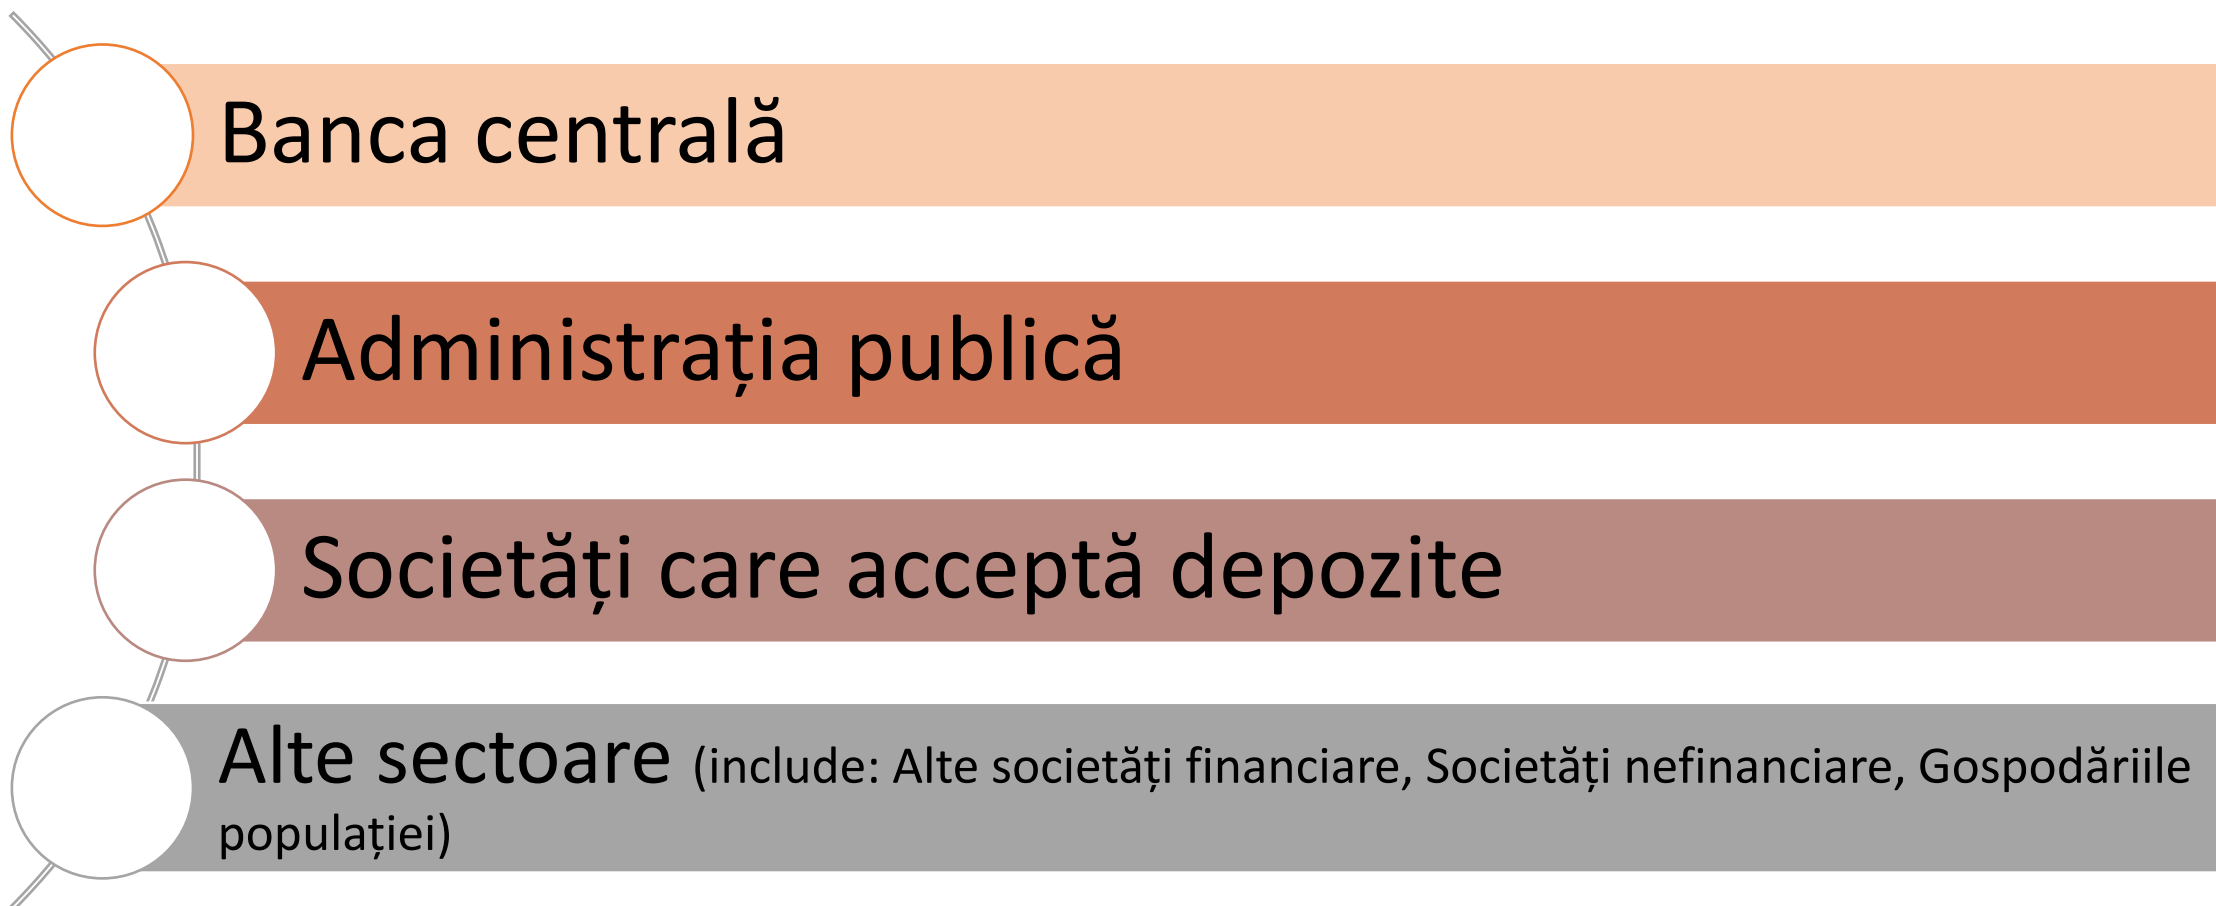 Banca centrală
Administrația publică
Societăți care acceptă depozite
Alte sectoare (include: Alte societăți financiare, Societăți nefinanciare, Gospodăriile
populației)